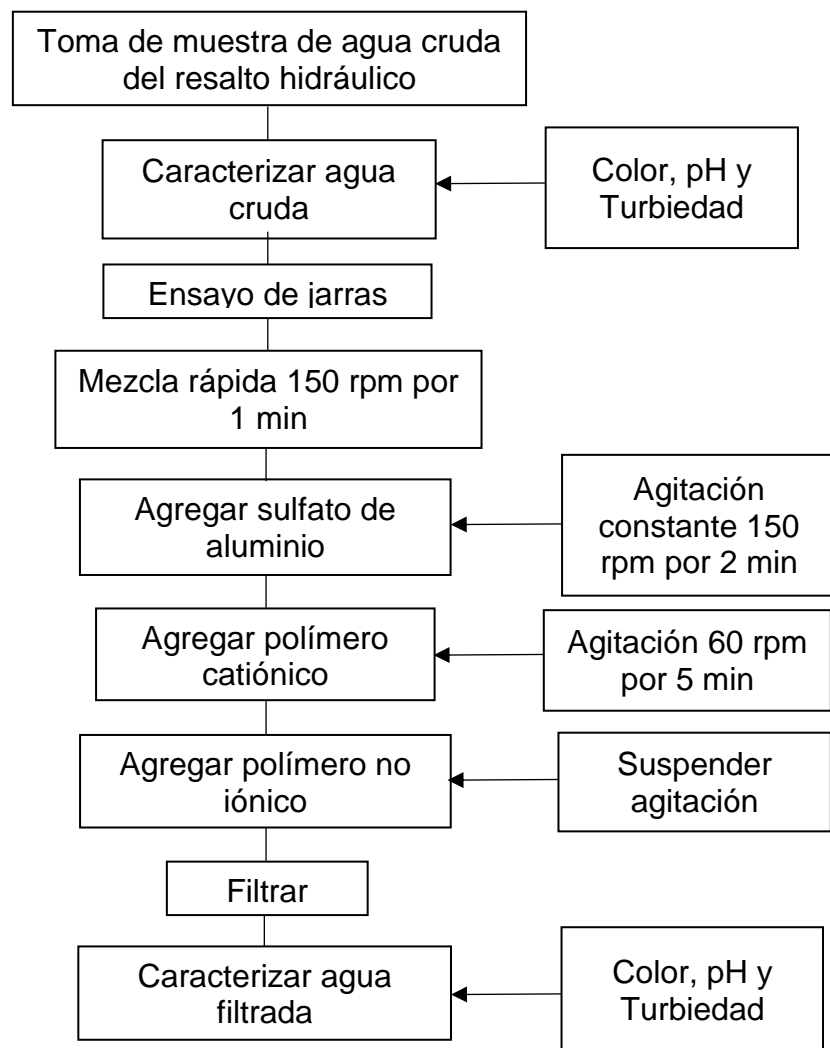 Toma de muestra de agua cruda
del resalto hidráulico
Caracterizar agua
cruda
Color, pH y
Turbiedad
Ensayo de jarras
Mezcla rápida 150 rpm por
1 min
Agregar sulfato de
aluminio
Agitación
constante 150
rpm por 2 min
Agregar polímero
catiónico
Agitación 60 rpm
por 5 min
Agregar polímero no
iónico
Suspender
agitación
Filtrar
Caracterizar agua
filtrada
Color, pH y
Turbiedad